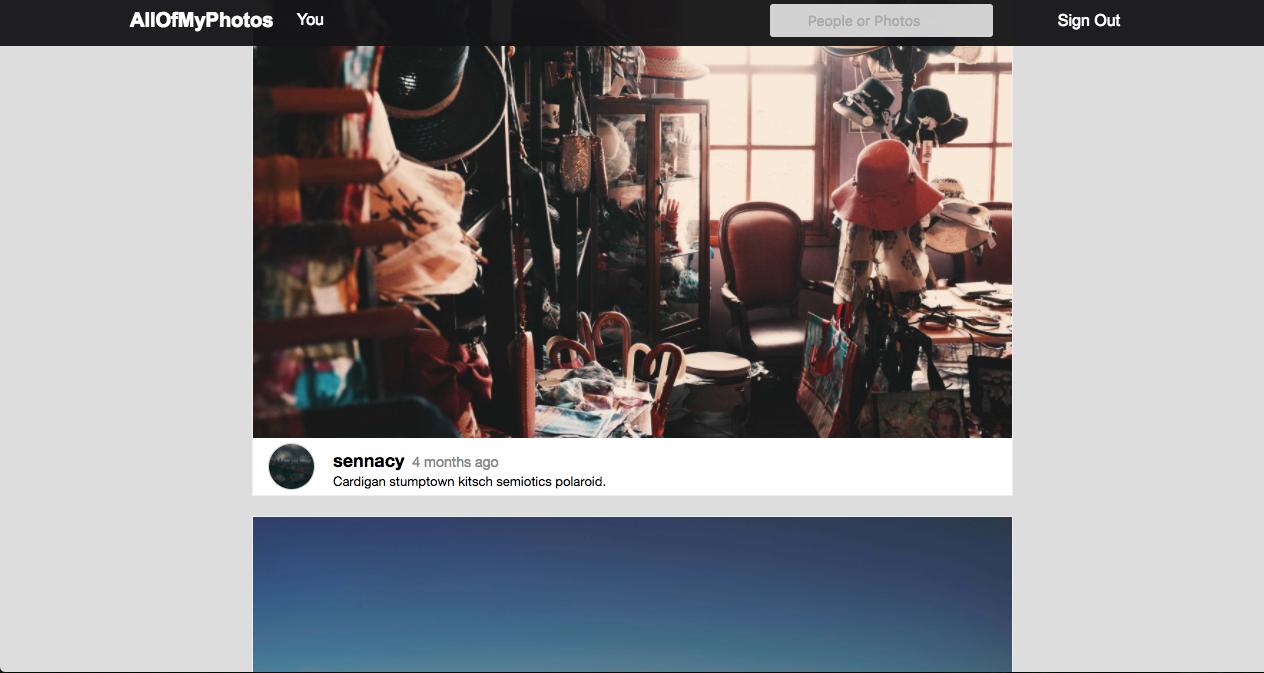 AllOfMyPhotos You People or Photos Sign Out
sennacy 4 months ago
Cardigan stumptown kitsch semiotics polaroid.